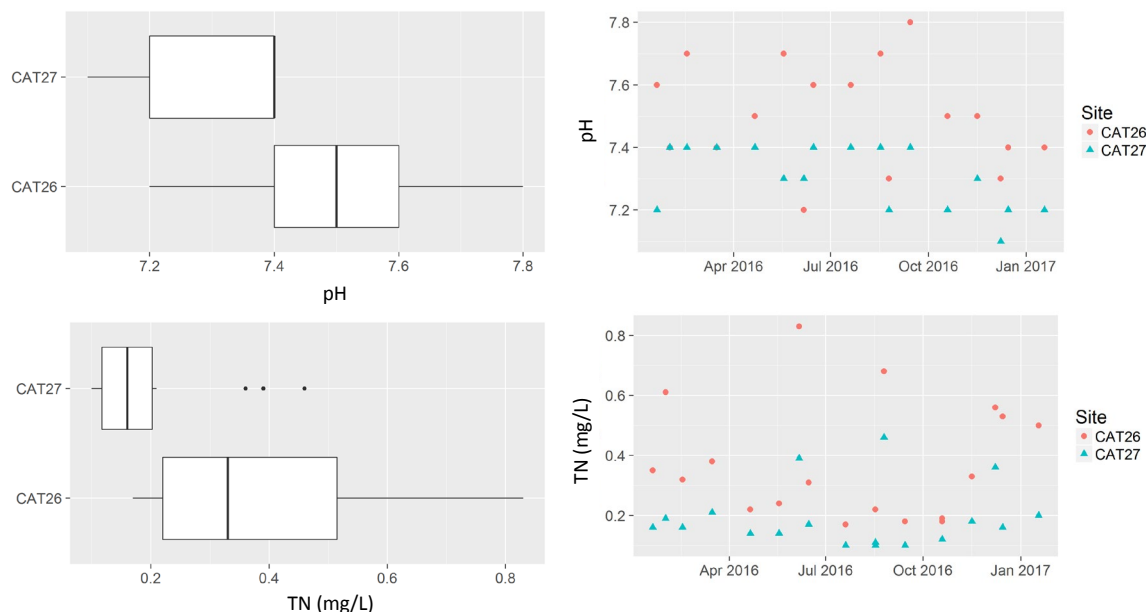 CAT27
CAT26
7.2
7.4
7.6
7.8
pH
7.8
7.6
7.4
7.2
pH
Apr 2016
Jul 2016
Oct 2016
Jan 2017
Site
CAT26
CAT27
CAT27
CAT26
0.2
0.4
0.6
0.8
TN (mg/L)
0.8
0.6
0.4
0.2
TN (mg/L)
Apr 2016
Jul 2016
Oct 2016
Jan 2017
Site
CAT26
CAT27